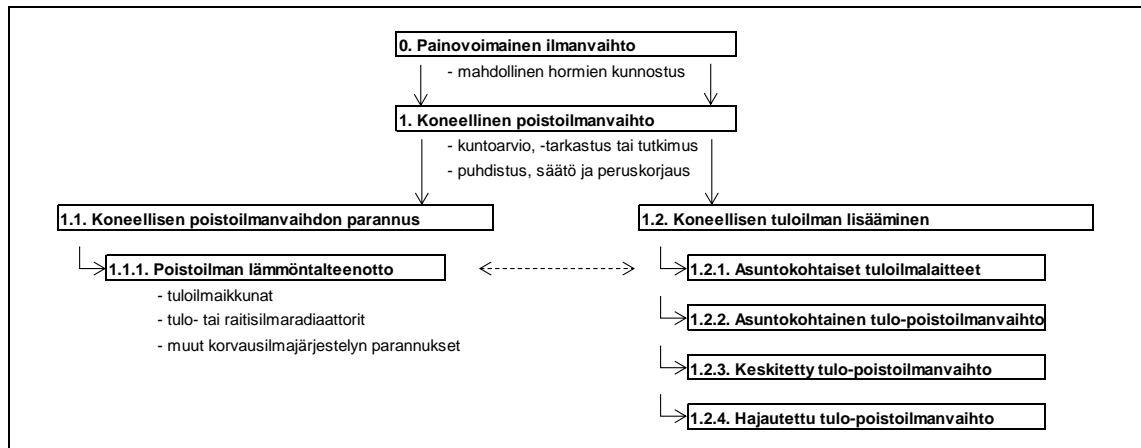 0. Painovoimainen ilmanvaihto
- mahdollinen hormien kunnostus
1. Koneellinen poistoilmanvaihto
- kuntoarvio, -tarkastus tai tutkimus
- puhdistus, säätö ja peruskorjaus
1.1. Koneellisen poistoilmanvaihdon parannus
1.1.1. Poistoilman lämmöntalteenotto
- tuloilmaikkunat
- tulo- tai raitisilmaradiaattorit
- muut korvausilmajärjestelyn parannukset
1.2. Koneellisen tuloilman lisääminen
1.2.1. Asuntokohtaiset tuloilmalaitteet
1.2.2. Asuntokohtainen tulo-poistoilmanvaihto
1.2.3. Keskitetty tulo-poistoilmanvaihto
1.2.4. Hajautettu tulo-poistoilmanvaihto